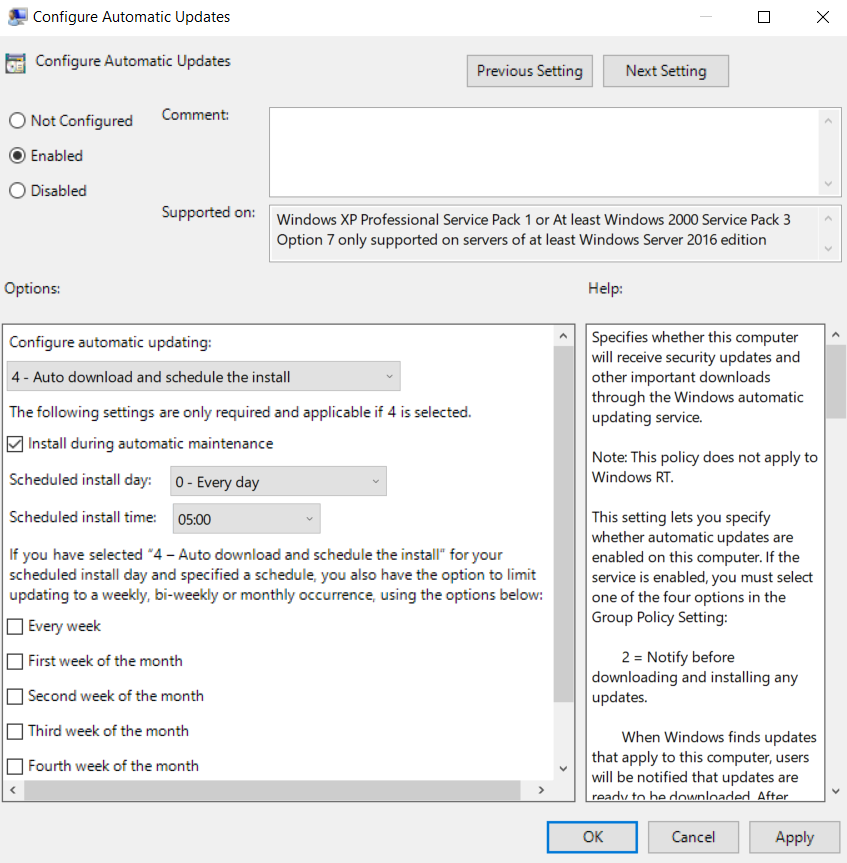 Configure Automatic Updates
Configure Automatic Updates
Previous Setting
Next Setting
Not Configured
Enabled
Disabled
Comment:
Supported on:
Windows XP Professional Service Pack 1 or At least Windows 2000 Service Pack 3
Option 7 only supported on servers of at least Windows Server 2016 edition
Options:
Help:
Configure automatic updating:
4 - Auto download and schedule the install
The following settings are only required and applicable if 4 is selected.
Install during automatic maintenance
Scheduled install day:
0 - Every day
Scheduled install time:
05:00
If you have selected “4 – Auto download and schedule the install” for your
scheduled install day and specified a schedule, you also have the option to limit
updating to a weekly, bi-weekly or monthly occurrence, using the options below:
Every week
First week of the month
Second week of the month
Third week of the month
Fourth week of the month
Specifies whether this computer
will receive security updates and
other important downloads
through the Windows automatic
updating service.
Note: This policy does not apply to
Windows RT.
This setting lets you specify
whether automatic updates are
enabled on this computer. If the
service is enabled, you must select
one of the four options in the
Group Policy Setting:
2 = Notify before
downloading and installing any
updates.
When Windows finds updates
that apply to this computer, users
will be notified that updates are
ready to be downloaded. After
OK
Cancel
Apply